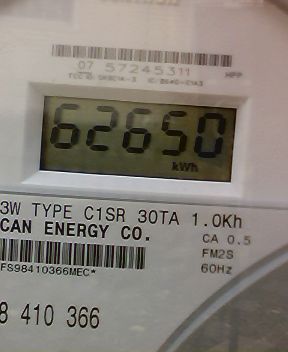 07 57245311
HPP
62650
kWh
3W TYPE C1SR 30TA 1.0Kh
CAN ENERGY CO.
CA 0.5
FM2S
60Hz
FS98410366MEC*
8 410 366